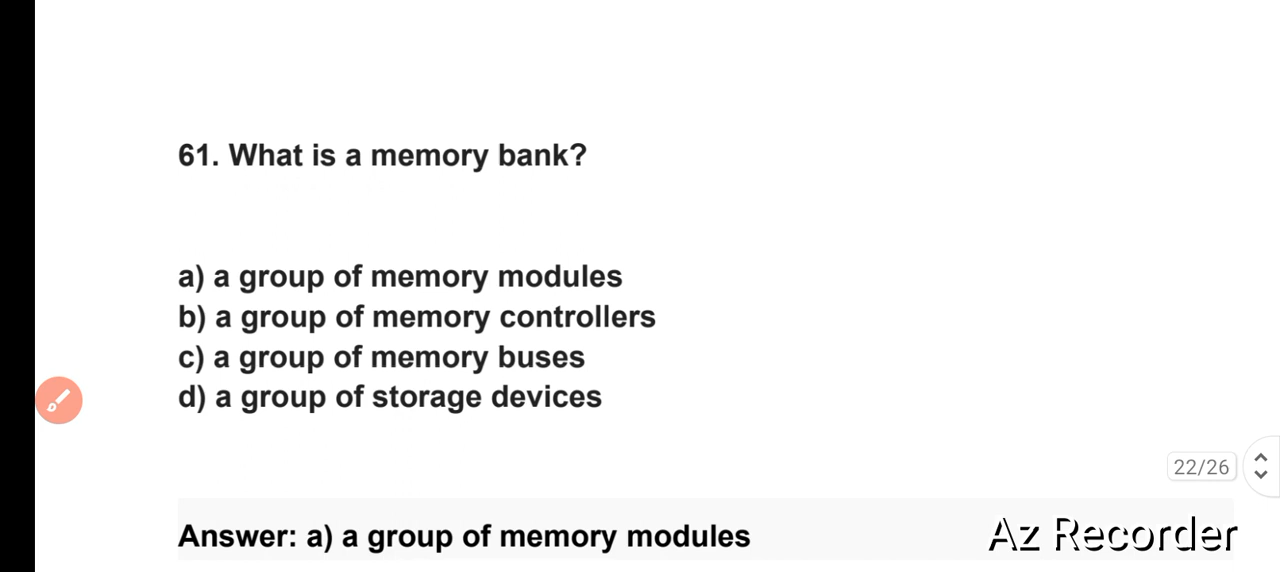 61. What is a memory bank?
a) a group of memory modules
b) a group of memory controllers
c) a group of memory buses
d) a group of storage devices
22/26
Answer: a) a group of memory modules
Az Recorder